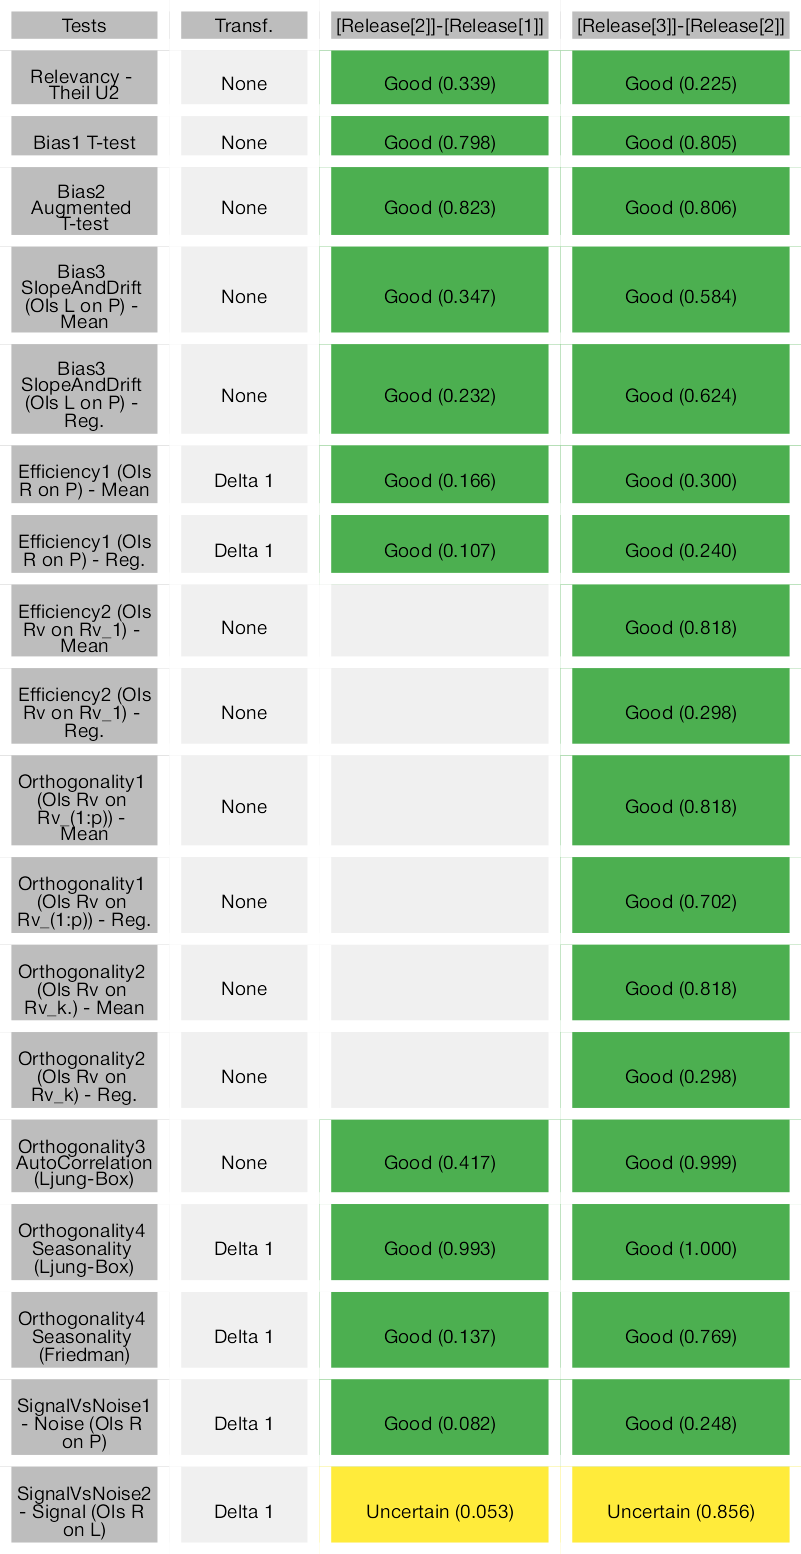 Tests Transf. [Release[2]]-[Release[1]] [Release[3]]-[Release[2]]
Relevancy -
Theil U2 None Good (0.339) Good (0.225)
Bias1 T-test None Good (0.798) Good (0.805)
Bias2
Augmented None Good (0.823) Good (0.806)
T-test
Bias3
SlopeAndDrift
(Ols L on P) - None Good (0.347) Good (0.584)
Mean
Bias3
SlopeAndDrift
(Ols L on P) - None Good (0.232) Good (0.624)
Reg.
Efficiency1 (Ols
R on P) - Mean Delta 1 Good (0.166) Good (0.300)
Efficiency1 (Ols
R on P) - Reg. Delta 1 Good (0.107) Good (0.240)
Efficiency2 (Ols
Rv on Rv_1) - None Good (0.818)
Mean
Efficiency2 (Ols
Rv on Rv_1) - None Good (0.298)
Reg.
Orthogonality1
(Ols Rv on
Rv_(1:p)) - None Good (0.818)
Mean
Orthogonality1
(Ols Rv on None Good (0.702)
Rv_(1:p)) - Reg.
Orthogonality2
(Ols Rv on None Good (0.818)
Rv_k.) - Mean
Orthogonality2
(Ols Rv on None Good (0.298)
Rv_k) - Reg.
Orthogonality3
AutoCorrelation None Good (0.417) Good (0.999)
(Ljung-Box)
Orthogonality4
Seasonality Delta 1 Good (0.993) Good (1.000)
(Ljung-Box)
Orthogonality4
Seasonality Delta 1 Good (0.137) Good (0.769)
(Friedman)
SignalVsNoise1
- Noise (Ols R Delta 1 Good (0.082) Good (0.248)
on P)
SignalVsNoise2
- Signal (Ols R Delta 1 Uncertain (0.053) Uncertain (0.856)
on L)